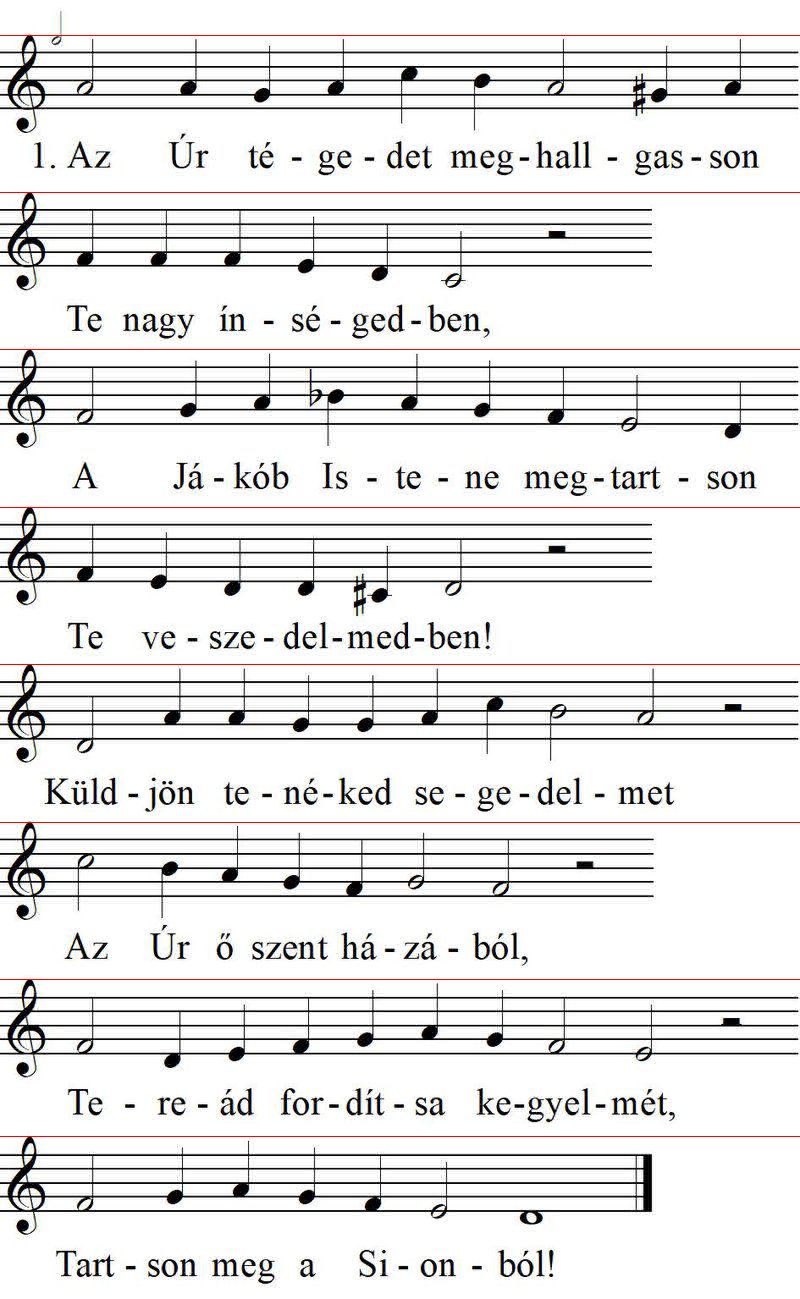 1. Az Úr té - ge - det meg - hall - gas - son
Te nagy ín - sé - ged - ben,
A Já - kób Is - te - ne meg - tart - son
Te ve - sze - del - med - ben!
Küld - jön te - né - ked se - ge - del - met
Az Úr ő szent há - zá - ból,
Te - re - ád for - dít - sa ke - gyel - mét,
Tart - son meg a Si - on - ból!